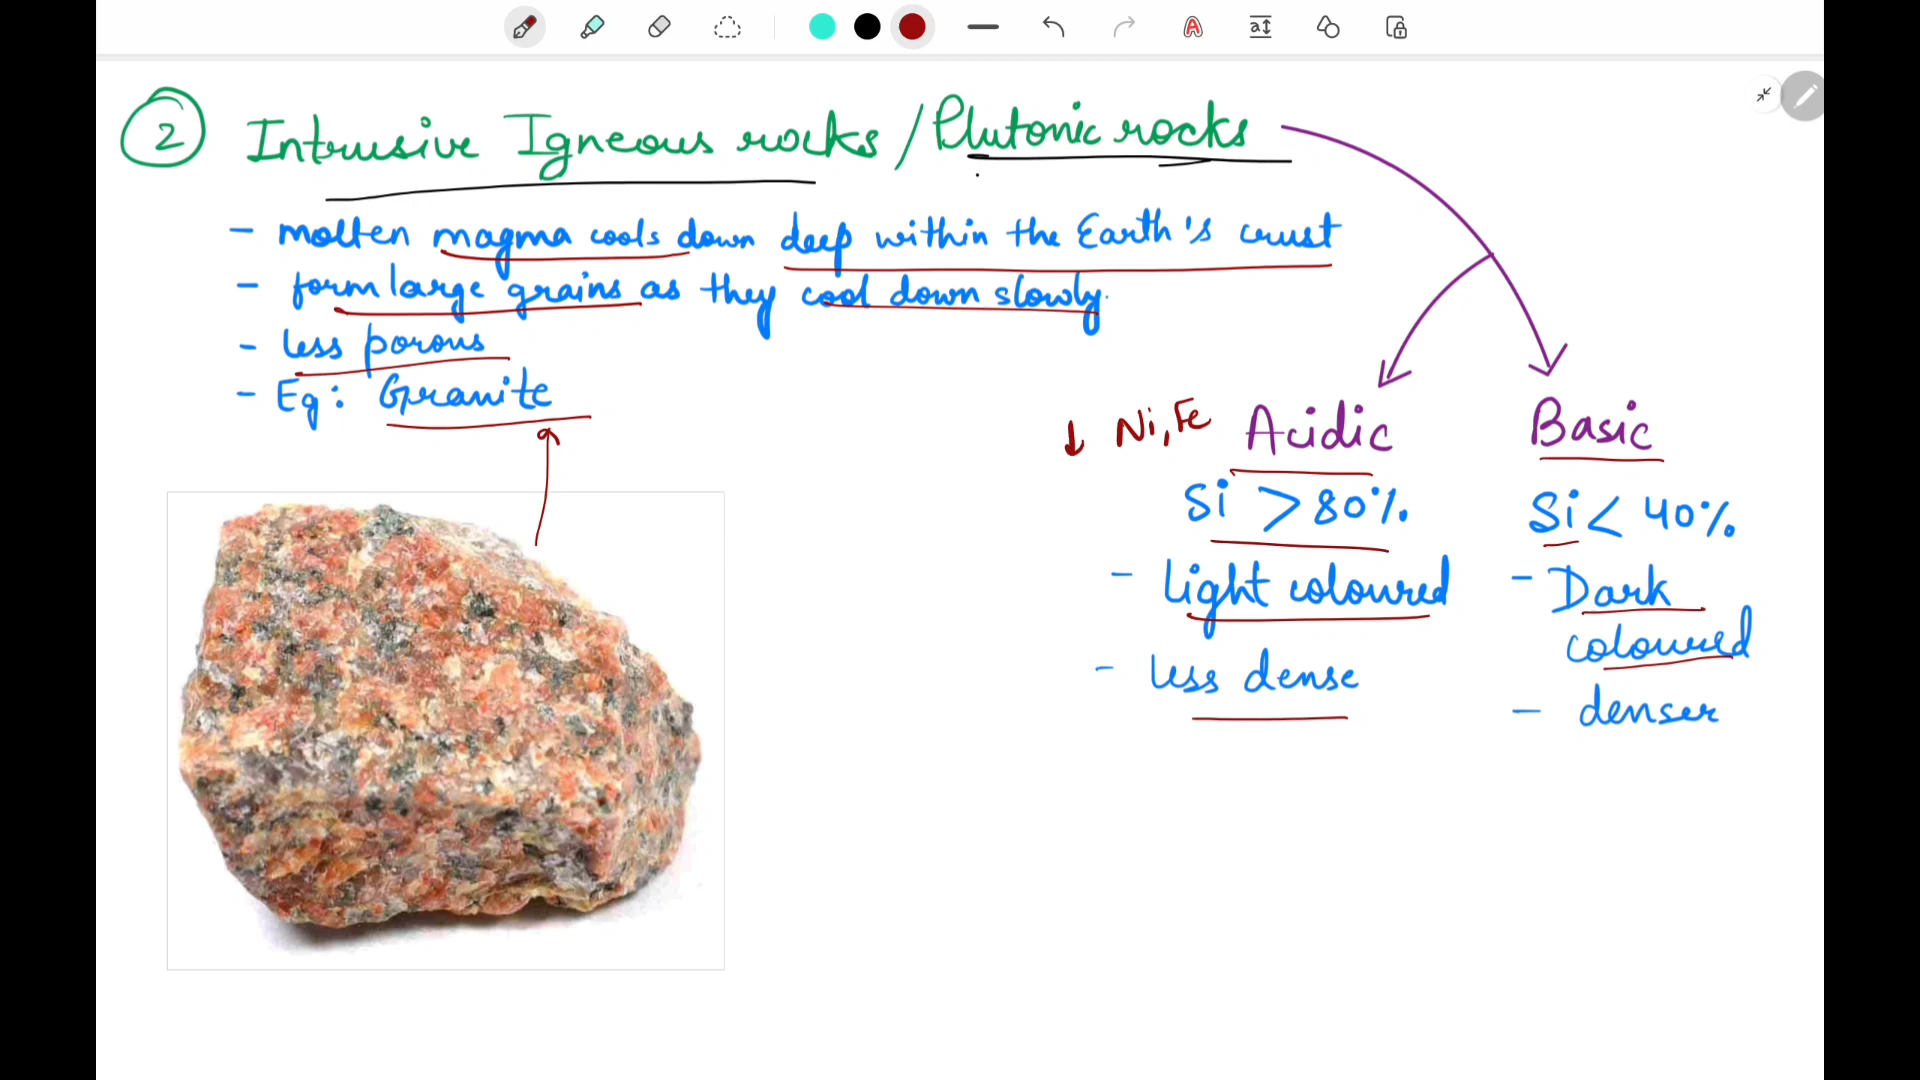 2 Intrusive Igneous rocks / Plutonic rocks
- molten magma cools down deep within the Earth's crust
- form large grains as they cool down slowly.
- less porous
- Eg: Granite
↓ Ni, Fe Acidic
Si > 80%.
- light coloured
- less dense
Basic
Si < 40%.
- Dark
coloured
- denser